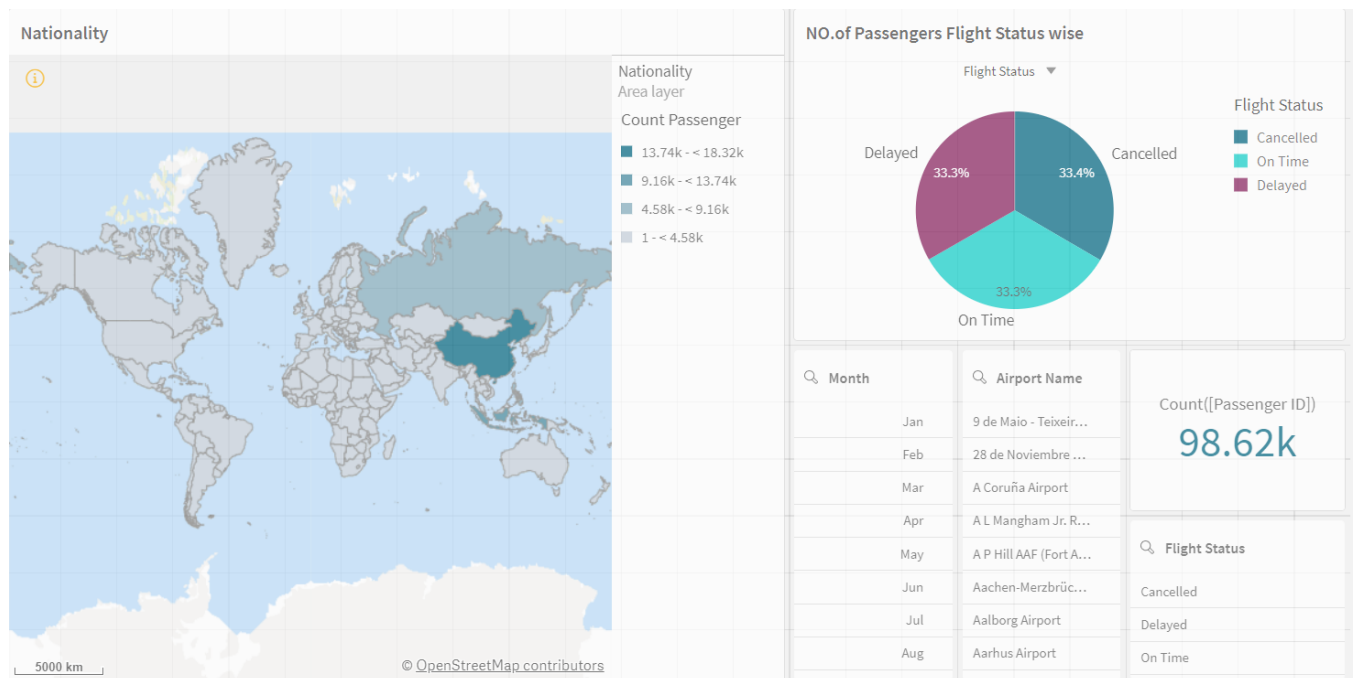 Nationality
Nationality
Area layer
Count Passenger
13.74k - < 18.32k
9.16k - < 13.74k
4.58k - < 9.16k
1 - < 4.58k
5000 km
© OpenStreetMap contributors
NO.of Passengers Flight Status wise
Flight Status
Delayed
33.3%
33.4%
Cancelled
33.3%
On Time
Flight Status
Cancelled
On Time
Delayed
Month
Jan
Feb
Mar
Apr
May
Jun
Jul
Aug
Airport Name
9 de Maio - Teixeir...
28 de Noviembre ...
A Coruña Airport
A L Mangham Jr. R...
A P Hill AAF (Fort A...
Aachen-Merzbrüc...
Aalborg Airport
Aarhus Airport
Count([Passenger ID])
98.62k
Flight Status
Cancelled
Delayed
On Time